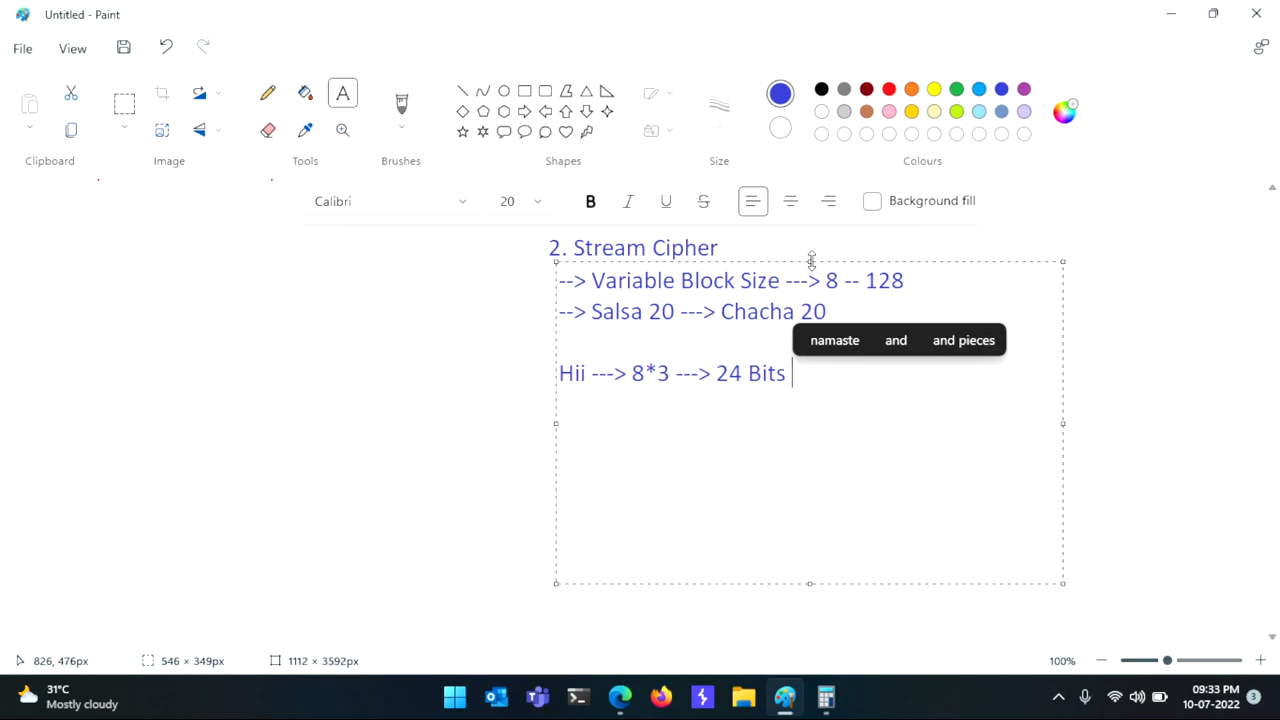 Untitled - Paint
File View
Clipboard Image Tools Brushes Shapes Size Colours
Calibri 20 B I U S Background fill
2. Stream Cipher
--> Variable Block Size ---> 8 -- 128
--> Salsa 20 ---> Chacha 20
namaste and and pieces
Hii ---> 8*3 ---> 24 Bits
826, 476px 546 × 349px 1112 × 3592px 100%
31°C
Mostly cloudy
09:33 PM
10-07-2022
3